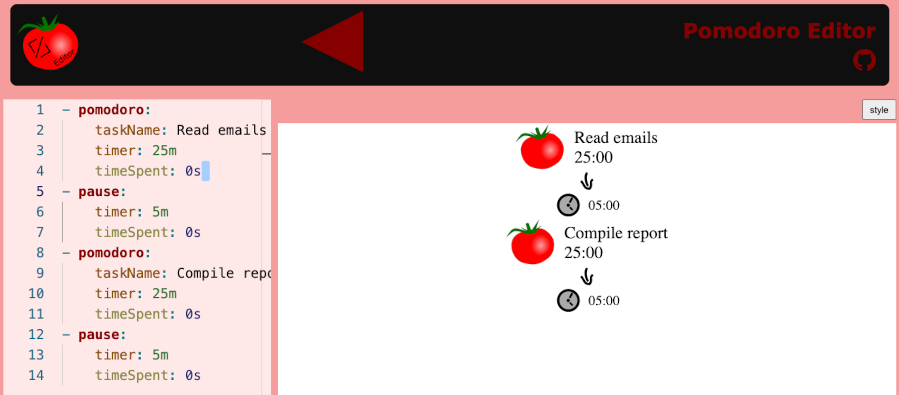 </> Editor
Pomodoro Editor
style
1 - pomodoro:
2 taskName: Read emails
3 timer: 25m
4 timeSpent: 0s
5 - pause:
6 timer: 5m
7 timeSpent: 0s
8 - pomodoro:
9 taskName: Compile repo
10 timer: 25m
11 timeSpent: 0s
12 - pause:
13 timer: 5m
14 timeSpent: 0s
Read emails
25:00
05:00
Compile report
25:00
05:00